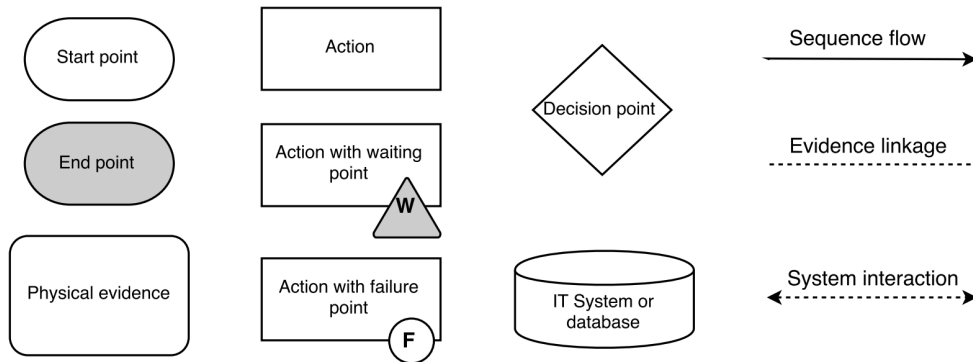 Start point
Action
Sequence flow
Decision point
Evidence linkage
End point
Action with waiting
point
W
Physical evidence
Action with failure
point
F
IT System or
database
System interaction